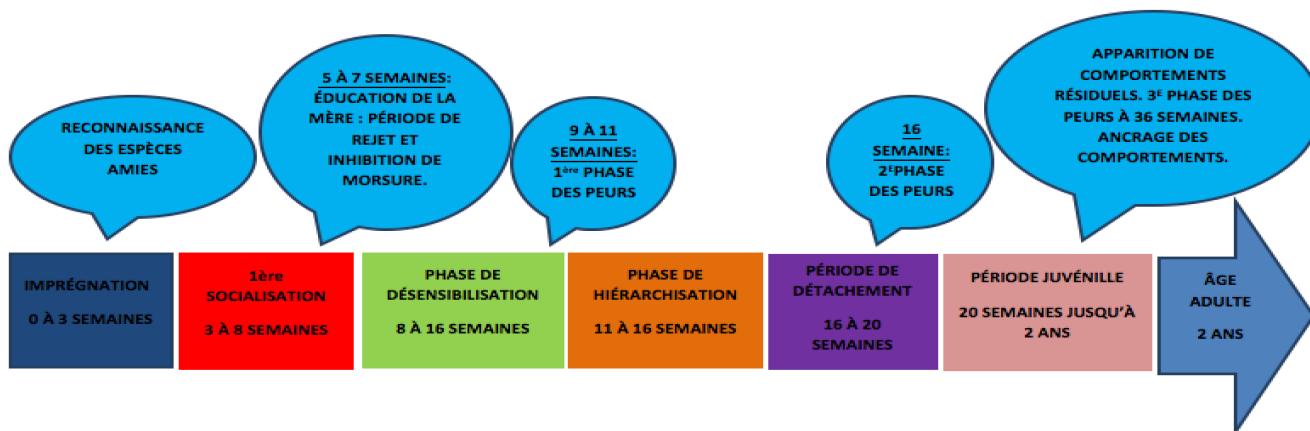 RECONNAISSANCE
DES ESPÈCES
AMIES
5 À 7 SEMAINES:
ÉDUCATION DE LA
MÈRE : PÉRIODE DE
REJET ET
INHIBITION DE
MORSURE.
9 À 11
SEMAINES:
1ère PHASE
DES PEURS
16
SEMAINE:
2EPHASE
DES PEURS
APPARITION DE
COMPORTEMENTS
RÉSIDUELS. 3E PHASE DES
PEURS À 36 SEMAINES.
ANCRAGE DES
COMPORTEMENTS.
IMPRÉGNATION
0 À 3 SEMAINES
1ère
SOCIALISATION
3 À 8 SEMAINES
PHASE DE
DÉSENSIBILISATION
8 À 16 SEMAINES
PHASE DE
HIÉRARCHISATION
11 À 16 SEMAINES
PÉRIODE DE
DÉTACHEMENT
16 À 20
SEMAINES
PÉRIODE JUVÉNILLE
20 SEMAINES JUSQU'À
2 ANS
ÂGE
ADULTE
2 ANS